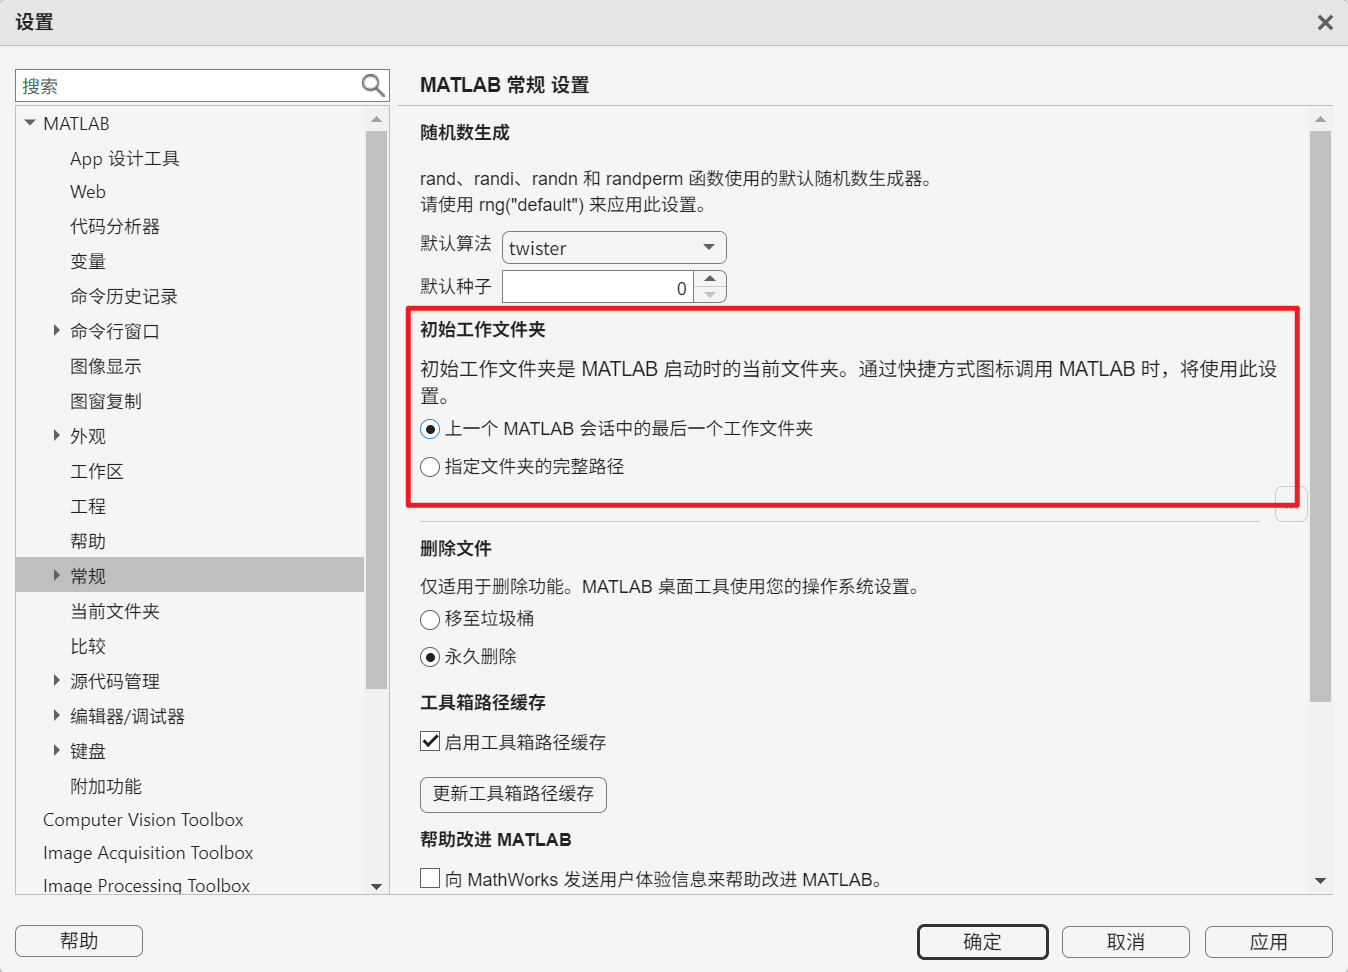 设置
搜索
MATLAB
App 设计工具
Web
代码分析器
变量
命令历史记录
命令行窗口
图像显示
图窗复制
外观
工作区
工程
帮助
常规
当前文件夹
比较
源代码管理
编辑器/调试器
键盘
附加功能
Computer Vision Toolbox
Image Acquisition Toolbox
Image Processing Toolbox
MATLAB 常规 设置
随机数生成
rand、randi、randn 和 randperm 函数使用的默认随机数生成器。
请使用 rng("default") 来应用此设置。
默认算法 twister
默认种子 0
初始工作文件夹
初始工作文件夹是 MATLAB 启动时的当前文件夹。通过快捷方式图标调用 MATLAB 时，将使用此设
置。
上一个 MATLAB 会话中的最后一个工作文件夹
指定文件夹的完整路径
...
删除文件
仅适用于删除功能。MATLAB 桌面工具使用您的操作系统设置。
移至垃圾桶
永久删除
工具箱路径缓存
启用工具箱路径缓存
更新工具箱路径缓存
帮助改进 MATLAB
向 MathWorks 发送用户体验信息来帮助改进 MATLAB。
帮助 确定 取消 应用